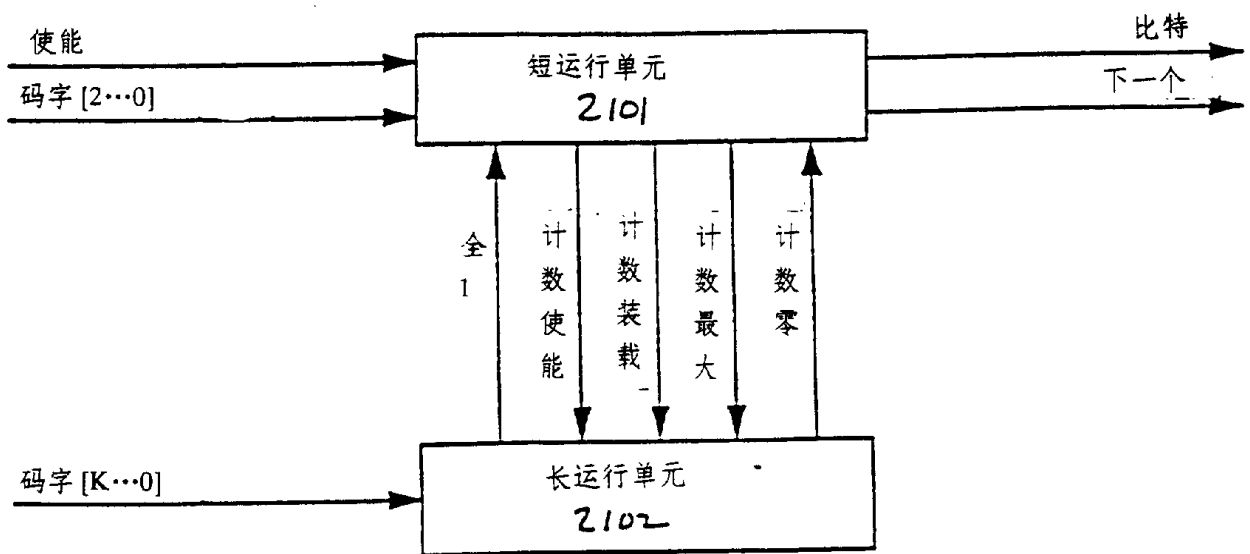 使能
码字 [2…0]
短运行单元
2101
比特
下一个
全1
计数使能
计数装载
计数最大
计数零
码字 [K…0]
长运行单元
2102